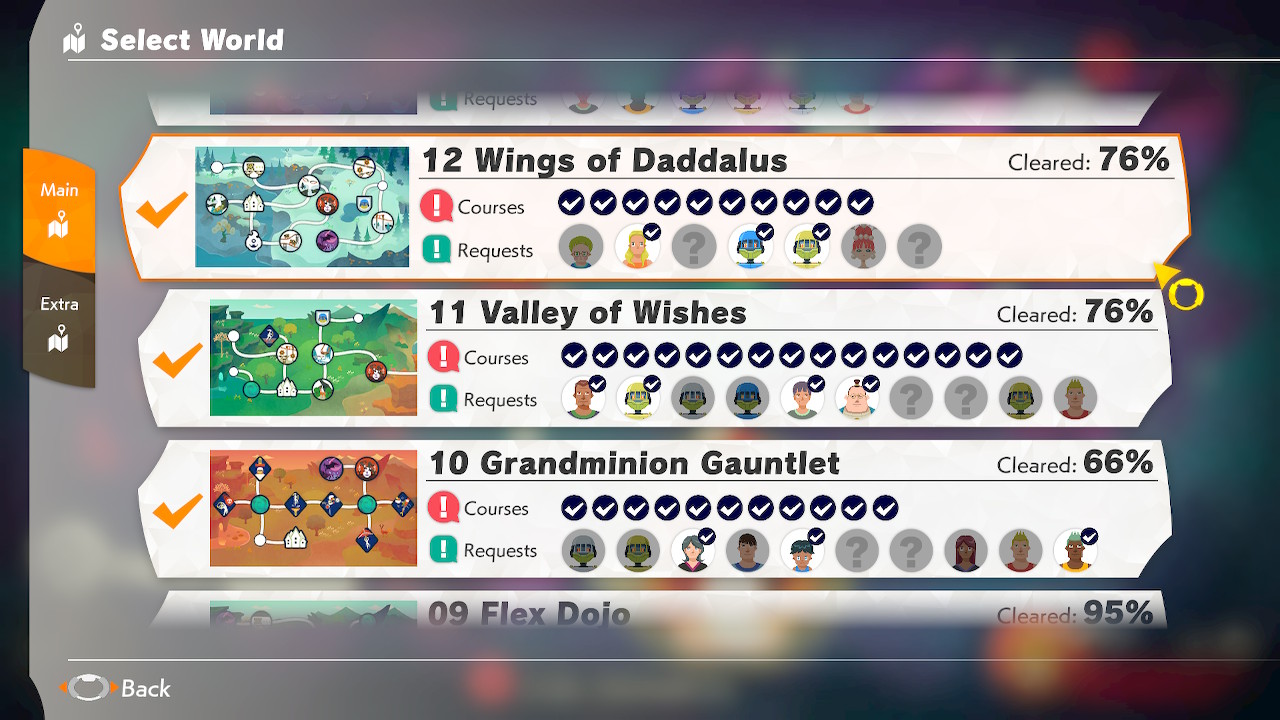 Select World
Requests
Main
Extra
12 Wings of Daddalus
Cleared: 76%
! Courses
! Requests ? ?
11 Valley of Wishes
Cleared: 76%
! Courses
! Requests ? ?
10 Grandminion Gauntlet
Cleared: 66%
! Courses
! Requests ? ?
09 Flex Dojo
Cleared: 95%
Back